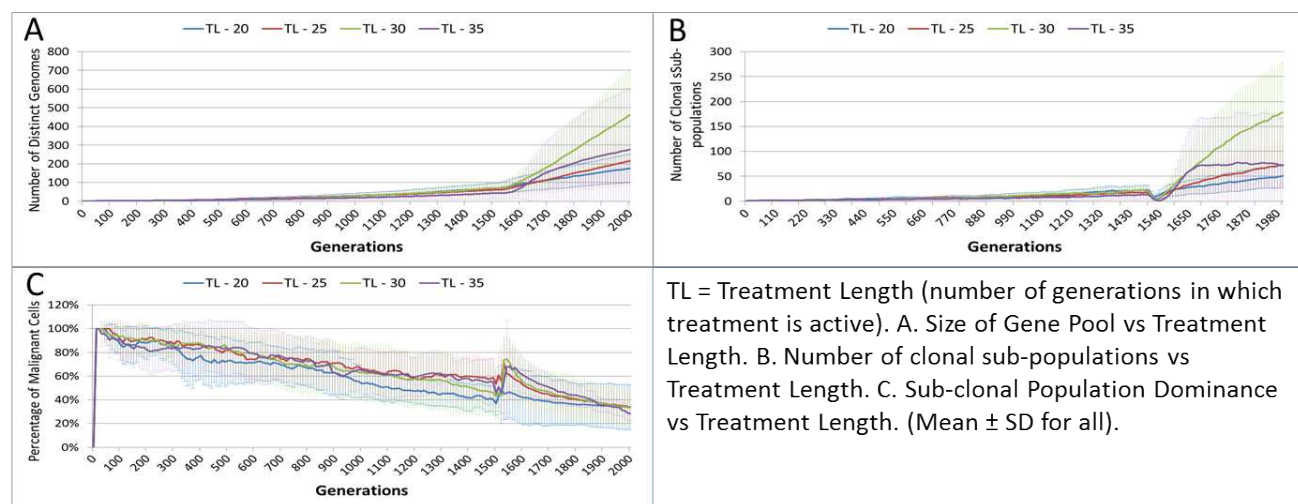 A
TL - 20 TL - 25 TL - 30 TL - 35
Number of Distinct Genomes
800
700
600
500
400
300
200
100
0
0 100 200 300 400 500 600 700 800 900 1000 1100 1200 1300 1400 1500 1600 1700 1800 1900 2000
Generations
B
TL - 20 TL - 25 TL - 30 TL - 35
Number of Clonal sSub-
populations
300
250
200
150
100
50
0
0 110 220 330 440 550 660 770 880 990 1100 1210 1320 1430 1540 1650 1760 1870 1980
Generations
C
TL - 20 TL - 25 TL - 30 TL - 35
Percentage of Malignant Cells
120%
100%
80%
60%
40%
20%
0%
0 100 200 300 400 500 600 700 800 900 1000 1100 1200 1300 1400 1500 1600 1700 1800 1900 2000
Generations
TL = Treatment Length (number of generations in which
treatment is active). A. Size of Gene Pool vs Treatment
Length. B. Number of clonal sub-populations vs
Treatment Length. C. Sub-clonal Population Dominance
vs Treatment Length. (Mean ± SD for all).